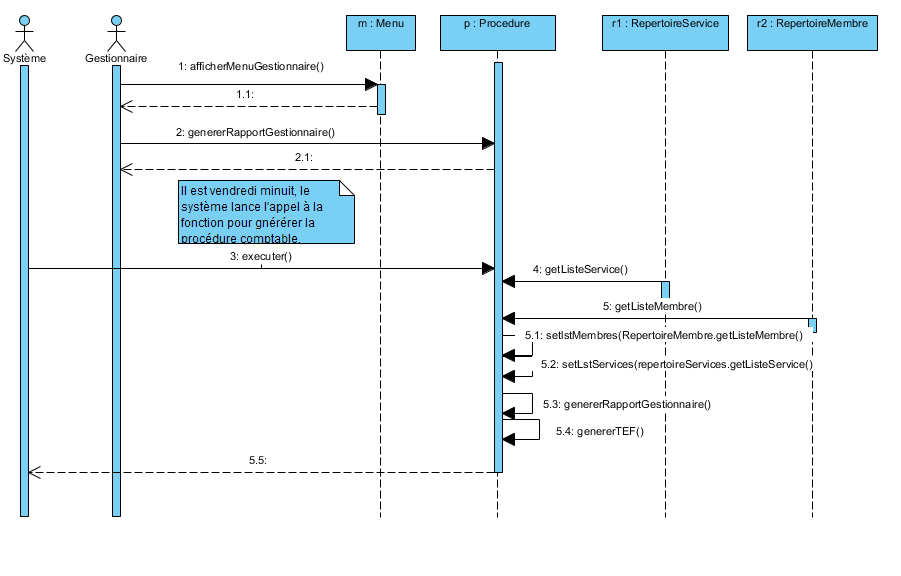 m : Menu
p : Procedure
r1 : RepertoireService
r2 : RepertoireMembre
Système
Gestionnaire
1: afficherMenuGestionnaire()
1.1:
2: genererRapportGestionnaire()
2.1:
Il est vendredi minuit, le
système lance l'appel à la
fonction pour gnérérer la
procédure comptable.
3: executer()
4: getListeService()
5: getListeMembre()
5.1: setlstMembres(RepertoireMembre.getListeMembre()
5.2: setLstServices(repertoireServices.getListeService()
5.3: genererRapportGestionnaire()
5.4: genererTEF()
5.5: